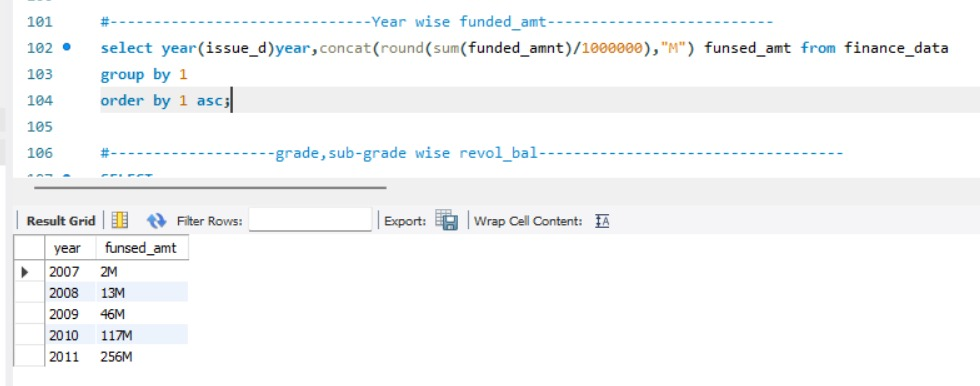 101 #------------------------------Year wise funded_amt--------------------------
102 select year(issue_d)year,concat(round(sum(funded_amnt)/1000000),"M") funsed_amt from finance_data
103 group by 1
104 order by 1 asc;
105
106 #-------------------grade,sub-grade wise revol_bal-----------------------------------
Result Grid Filter Rows: Export: Wrap Cell Content: IA
year funsed_amt
2007 2M
2008 13M
2009 46M
2010 117M
2011 256M